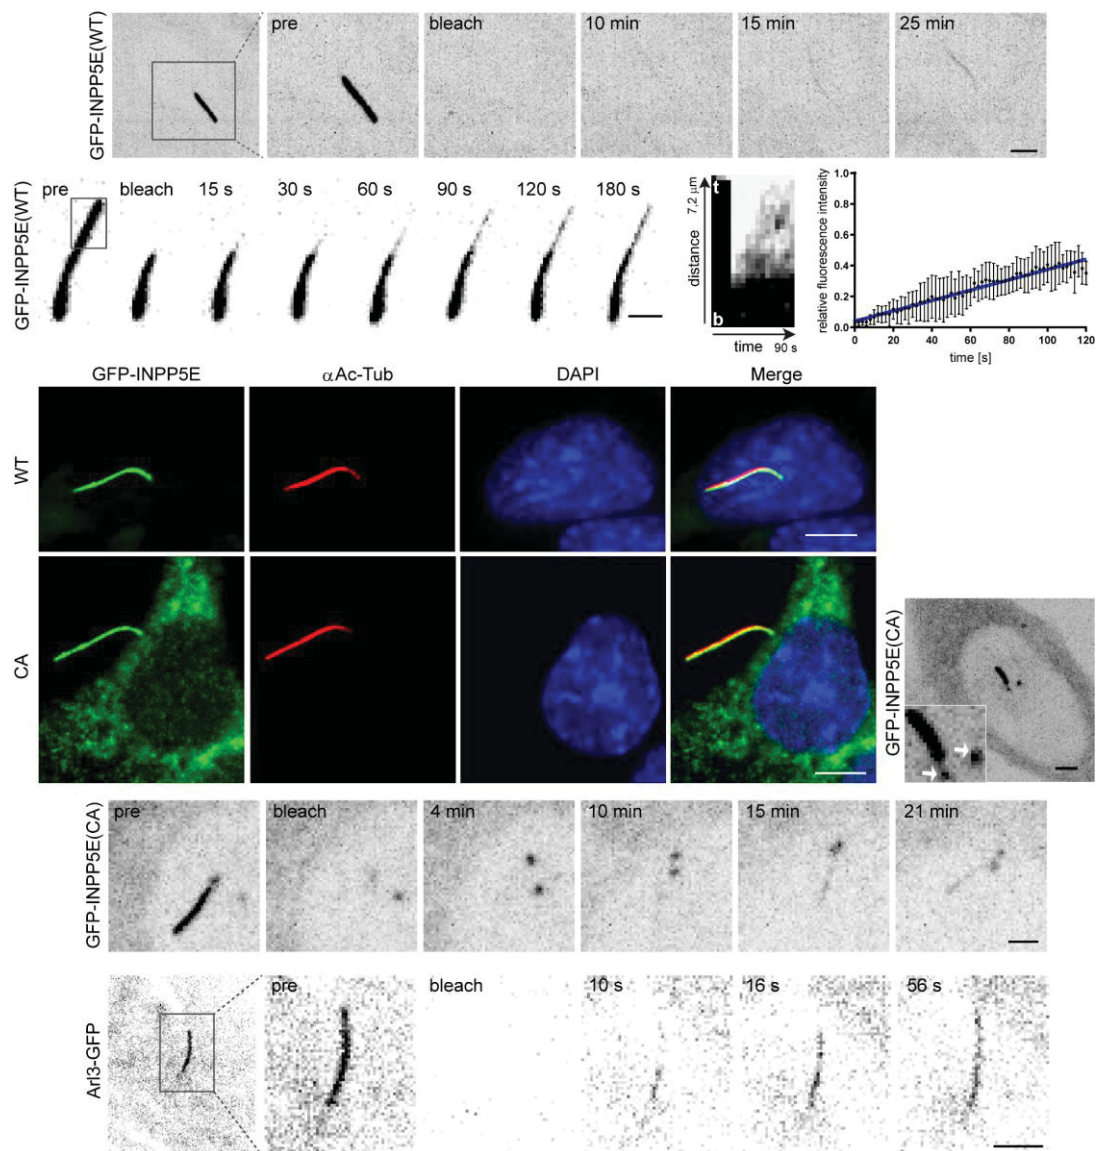 GFP-INPP5E(WT)
pre
bleach
10 min
15 min
25 min
GFP-INPP5E(WT)
pre
bleach
15 s
30 s
60 s
90 s
120 s
180 s
t
b
distance
7,2 µm
time
90 s
relative fluorescence intensity
1.0
0.8
0.6
0.4
0.2
0.0
0 20 40 60 80 100 120
time [s]
GFP-INPP5E
αAc-Tub
DAPI
Merge
WT
CA
GFP-INPP5E(CA)
GFP-INPP5E(CA)
pre
bleach
4 min
10 min
15 min
21 min
Arl3-GFP
pre
bleach
10 s
16 s
56 s